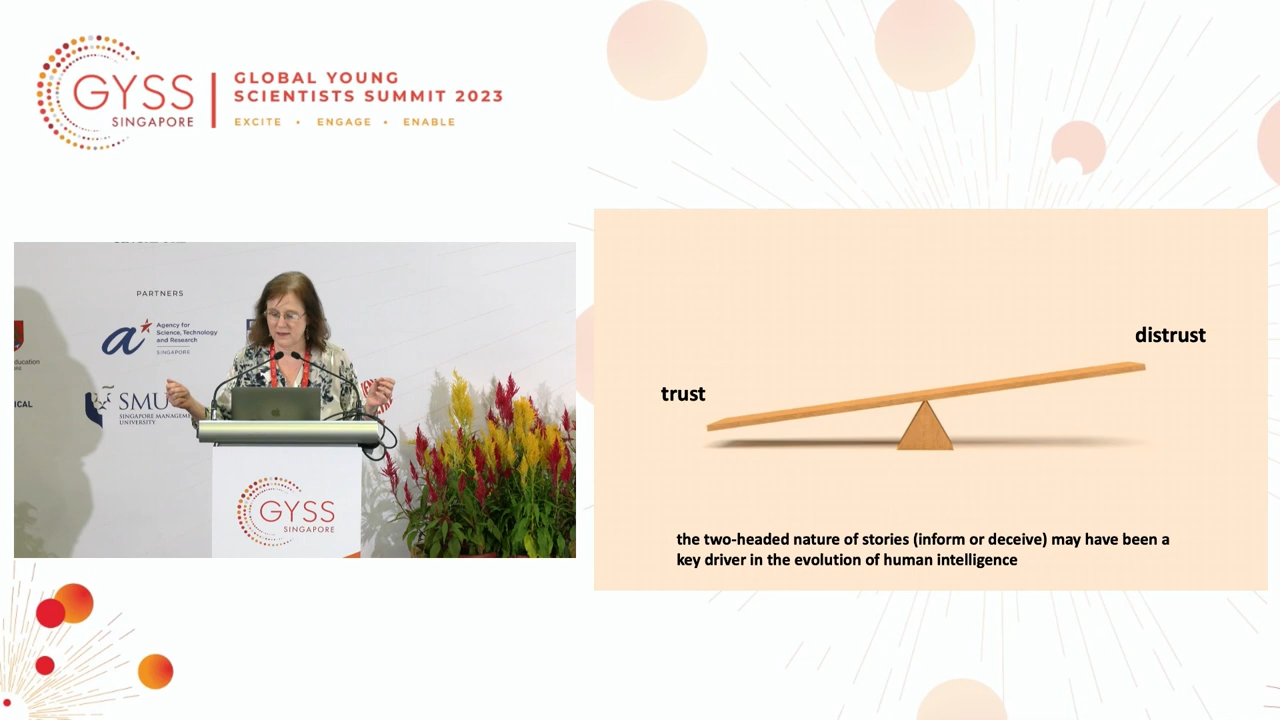 GYSS
SINGAPORE
GLOBAL YOUNG
SCIENTISTS SUMMIT 2023
EXCITE • ENGAGE • ENABLE
PARTNERS
a
Agency for
Science, Technology
and Research
SINGAPORE
SMU
SINGAPORE MANAGEME
UNIVERSITY
ICAL
GYSS
SINGAPORE
distrust
trust
the two-headed nature of stories (inform or deceive) may have been a
key driver in the evolution of human intelligence